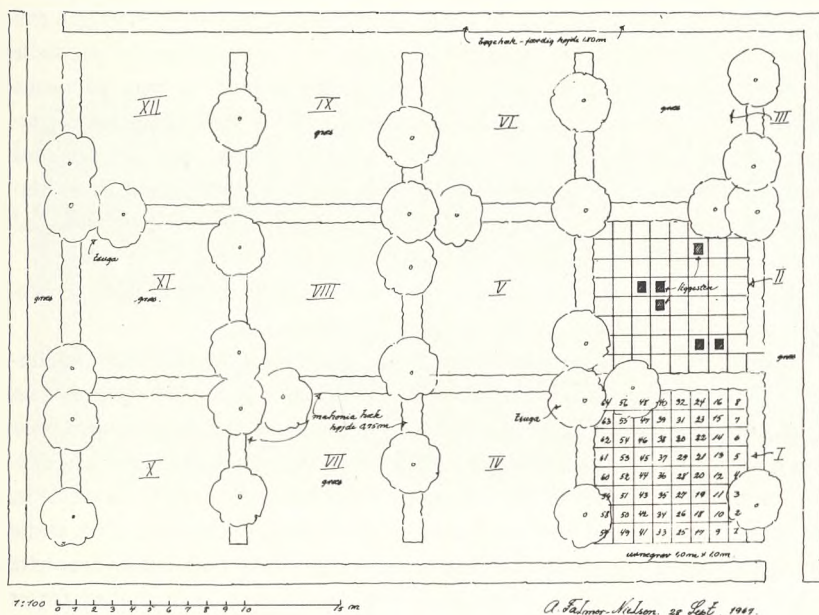 Bøgehæk - færdig højde 1.80 m
XII
IX
græs
VI
græs
III
Tsuga
græs
XI
græs
VIII
V
liggesten
II
græs
mahonia hæk
højde 0,75 m
Tsuga
X
VII
græs
IV
I
64 56 48 40 32 24 16 8
63 55 47 39 31 23 15 7
62 54 46 38 30 22 14 6
61 53 45 37 29 21 13 5
60 52 44 36 28 20 12 4
59 51 43 35 27 19 11 3
58 50 42 34 26 18 10 2
57 49 41 33 25 17 9 1
urnegrav 1,0 m x 1,0 m
1:100 0 1 2 3 4 5 6 7 8 9 10 15 m
28 Sept 1967.